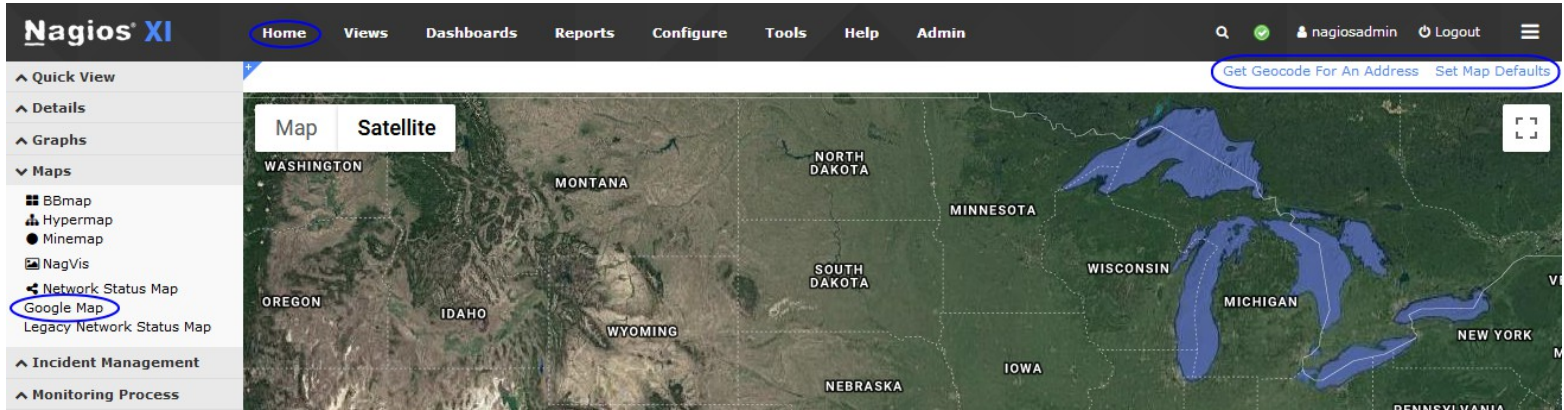 Nagios® XI
Home Views Dashboards Reports Configure Tools Help Admin
nagiosadmin Logout
Get Geocode For An Address Set Map Defaults
Quick View
Details
Graphs
Maps
BBmap
Hypermap
Minemap
NagVis
Network Status Map
Google Map
Legacy Network Status Map
Incident Management
Monitoring Process
Map Satellite
WASHINGTON
MONTANA
NORTH
DAKOTA
MINNESOTA
SOUTH
DAKOTA
WISCONSIN
VE
OREGON
IDAHO
MICHIGAN
WYOMING
NEW YORK
M
IOWA
NEBRASKA
PENNSYLVANIA